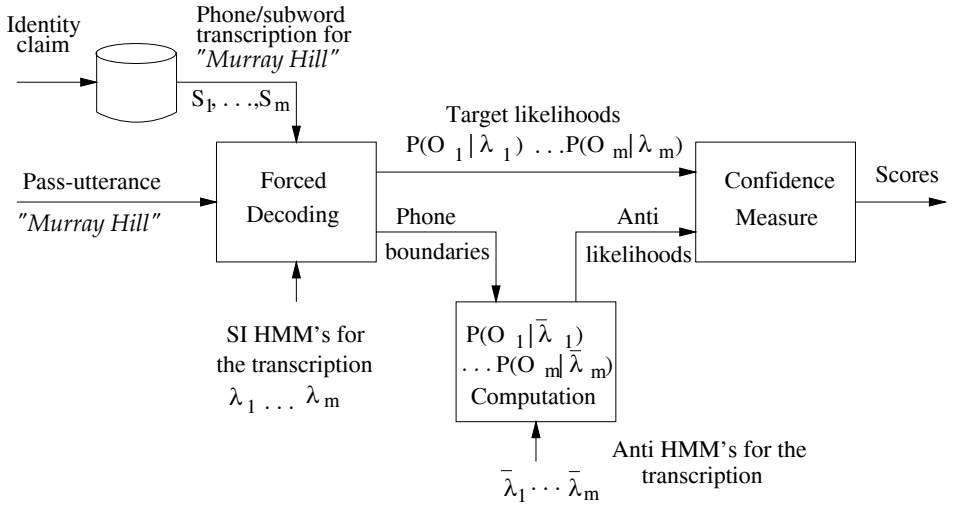 Identity
claim
Phone/subword
transcription for
"Murray Hill"
S1, . . .,Sm
Pass-utterance
"Murray Hill"
Forced
Decoding
Target likelihoods
P(O 1 | λ 1) . . . P(O m | λ m)
Phone
boundaries
Anti
likelihoods
Confidence
Measure
Scores
SI HMM's for
the transcription
λ1 . . . λm
P(O 1 | λ̄ 1)
. . . P(O m | λ̄ m)
Computation
Anti HMM's for the
transcription
λ̄1 · · · λ̄m